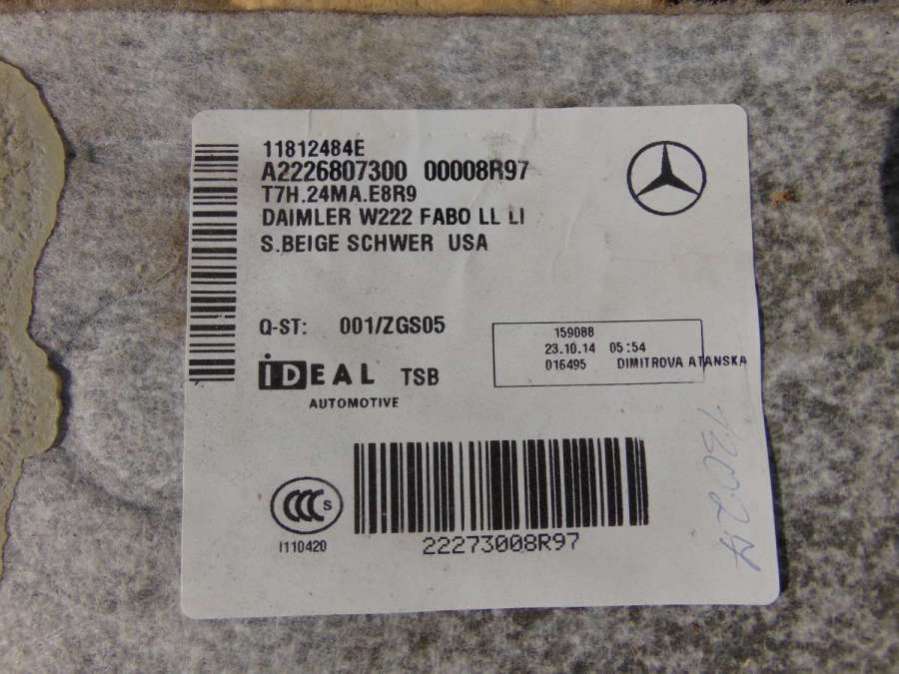 11812484E
A2226807300 00008R97
T7H.24MA.E8R9
DAIMLER W222 FABO LL LI
S.BEIGE SCHWER USA
Q-ST: 001/ZGS05
159088
23.10.14 05:54
016495 DIMITROVA ATANSKA
iDEAL TSB
AUTOMOTIVE
CCC S
I110420
22273008R97